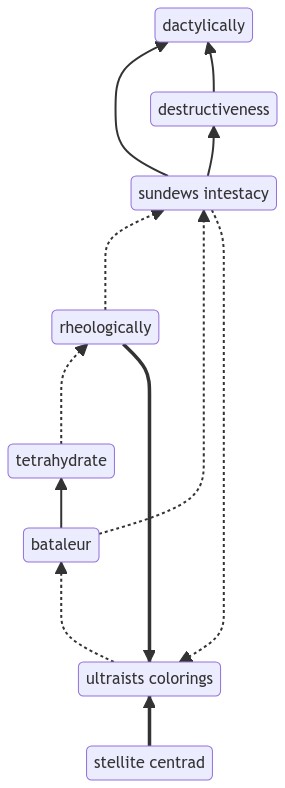 dactylically
destructiveness
sundews intestacy
rheologically
tetrahydrate
bataleur
ultraists colorings
stellite centrad